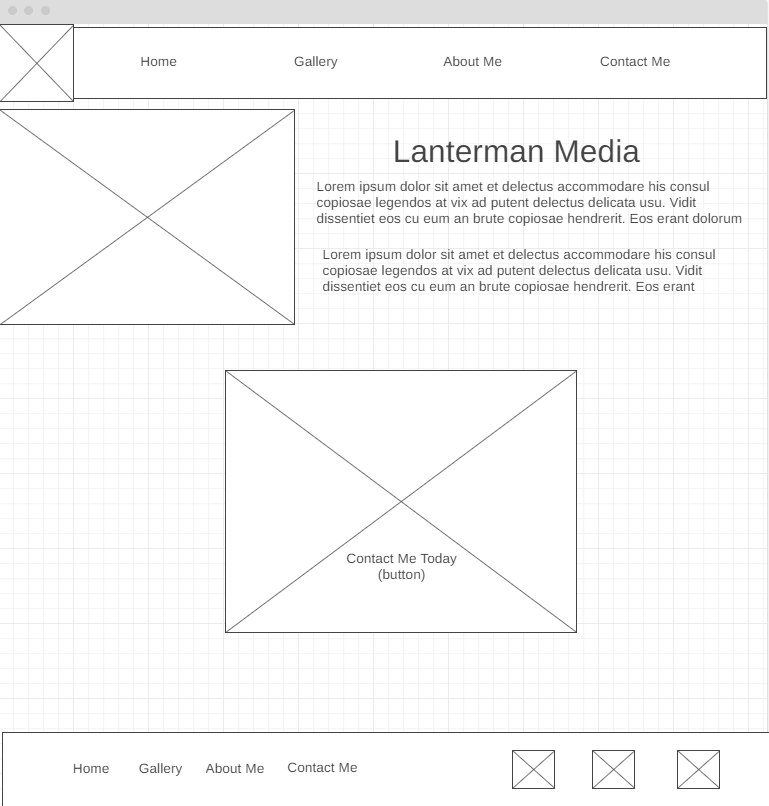 Home
Gallery
About Me
Contact Me
Lanterman Media
Lorem ipsum dolor sit amet et delectus accommodare his consul
copiosae legendos at vix ad putent delectus delicata usu. Vidit
dissentiet eos cu eum an brute copiosae hendrerit. Eos erant dolorum
Lorem ipsum dolor sit amet et delectus accommodare his consul
copiosae legendos at vix ad putent delectus delicata usu. Vidit
dissentiet eos cu eum an brute copiosae hendrerit. Eos erant
Contact Me Today
(button)
Home
Gallery
About Me
Contact Me